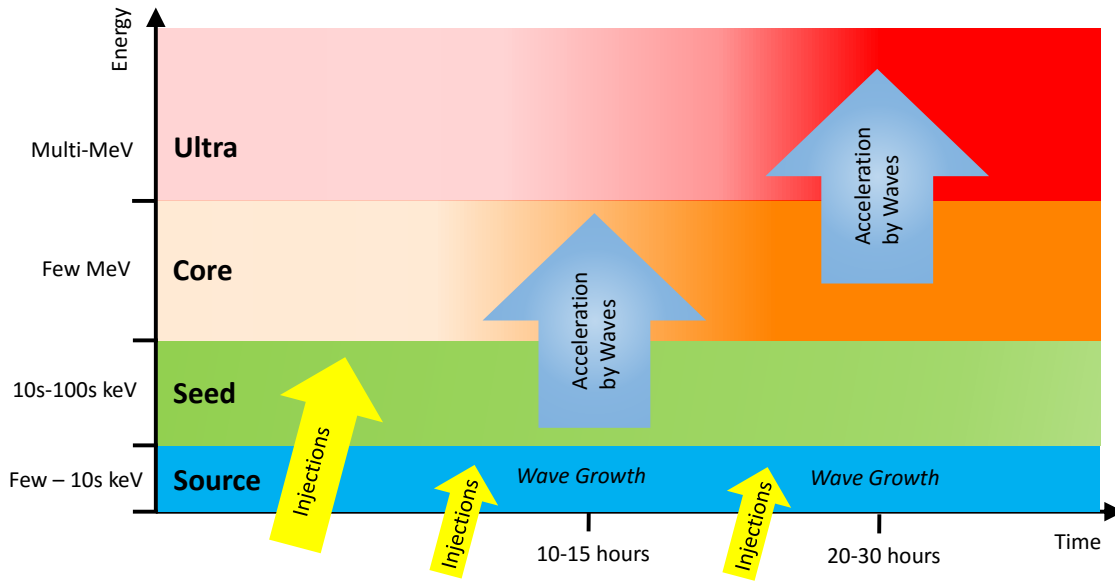 Energy
Multi-MeV
Ultra
Few MeV
Core
10s-100s keV
Seed
Few – 10s keV
Source
Injections
Injections
Injections
Acceleration
by Waves
Acceleration
by Waves
Wave Growth
Wave Growth
10-15 hours
20-30 hours
Time